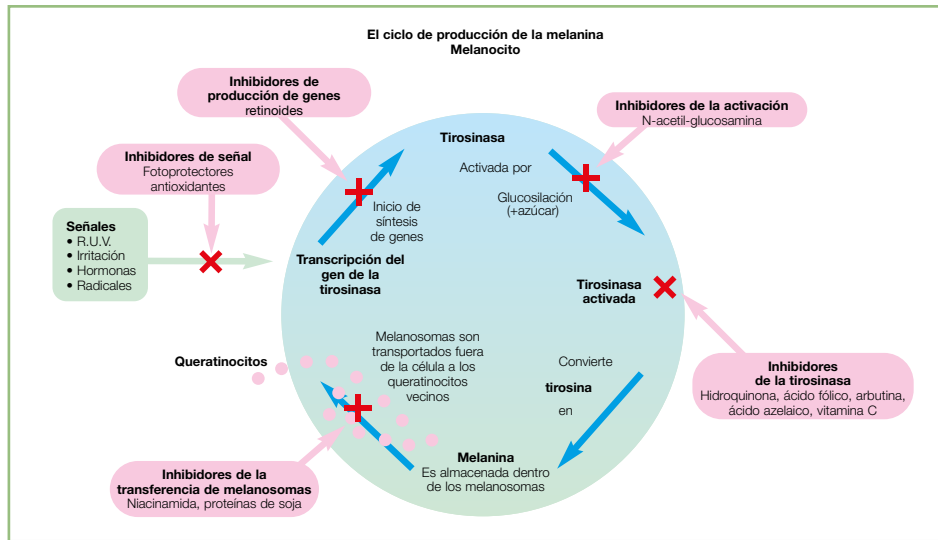 El ciclo de producción de la melanina
Melanocito
Inhibidores de
producción de genes
retinoides
Inhibidores de la activación
N-acetil-glucosamina
Tirosinasa
Inhibidores de señal
Fotoprotectores
antioxidantes
Activada por
Glucosilación
(+azúcar)
Inicio de
síntesis
de genes
Señales
• R.U.V.
• Irritación
• Hormonas
• Radicales
Transcripción del
gen de la
tirosinasa
Tirosinasa
activada
Melanosomas son
transportados fuera
de la célula a los
queratinocitos
vecinos
Queratinocitos
Convierte
tirosina
en
Inhibidores
de la tirosinasa
Hidroquinona, ácido fólico, arbutina,
ácido azelaico, vitamina C
Melanina
Es almacenada dentro
de los melanosomas
Inhibidores de la
transferencia de melanosomas
Niacinamida, proteínas de soja